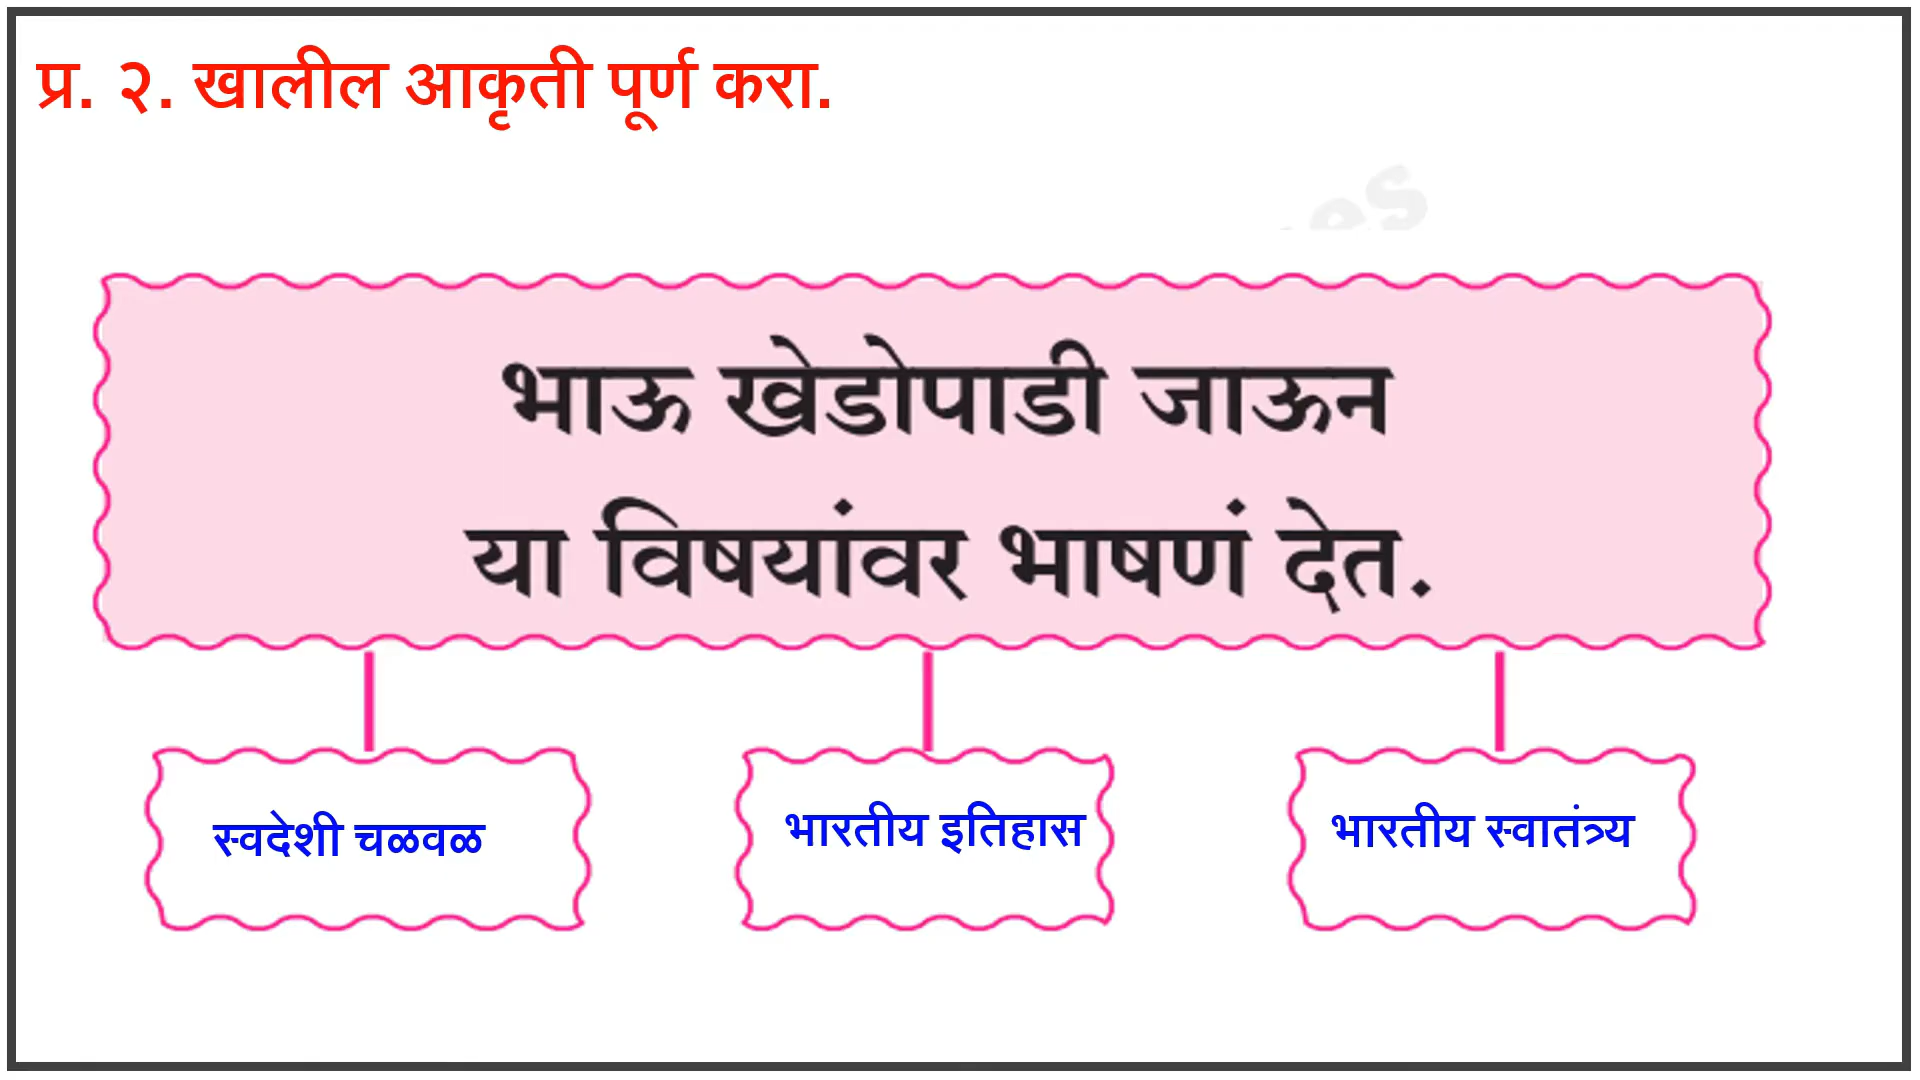 प्र. २. खालील आकृती पूर्ण करा.
भाऊ खेडोपाडी जाऊन
या विषयांवर भाषणं देत.
स्वदेशी चळवळ
भारतीय इतिहास
भारतीय स्वातंत्र्य